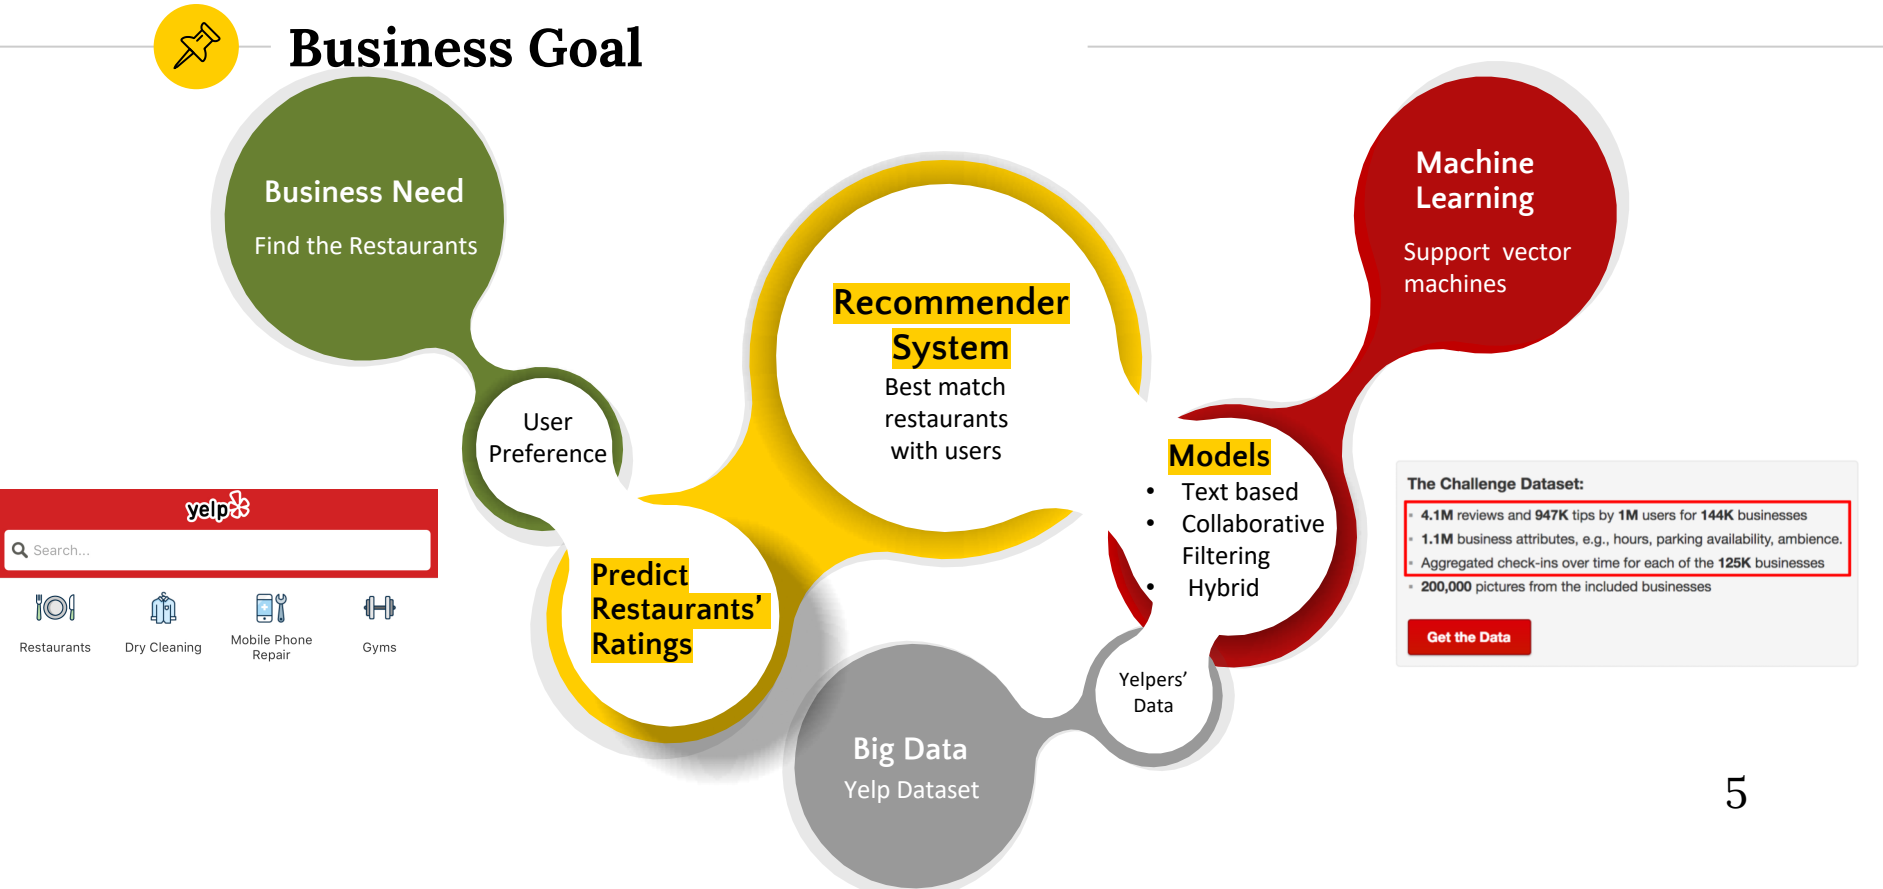 Business Goal
Business Need
Find the Restaurants
User
Preference
Predict
Restaurants’
Ratings
Recommender
System
Best match
restaurants
with users
Machine
Learning
Support vector
machines
Models
• Text based
• Collaborative
Filtering
• Hybrid
Yelpers’
Data
Big Data
Yelp Dataset
yelp
Search...
Restaurants
Dry Cleaning
Mobile Phone
Repair
Gyms
The Challenge Dataset:
4.1M reviews and 947K tips by 1M users for 144K businesses
1.1M business attributes, e.g., hours, parking availability, ambience.
Aggregated check-ins over time for each of the 125K businesses
200,000 pictures from the included businesses
Get the Data
5